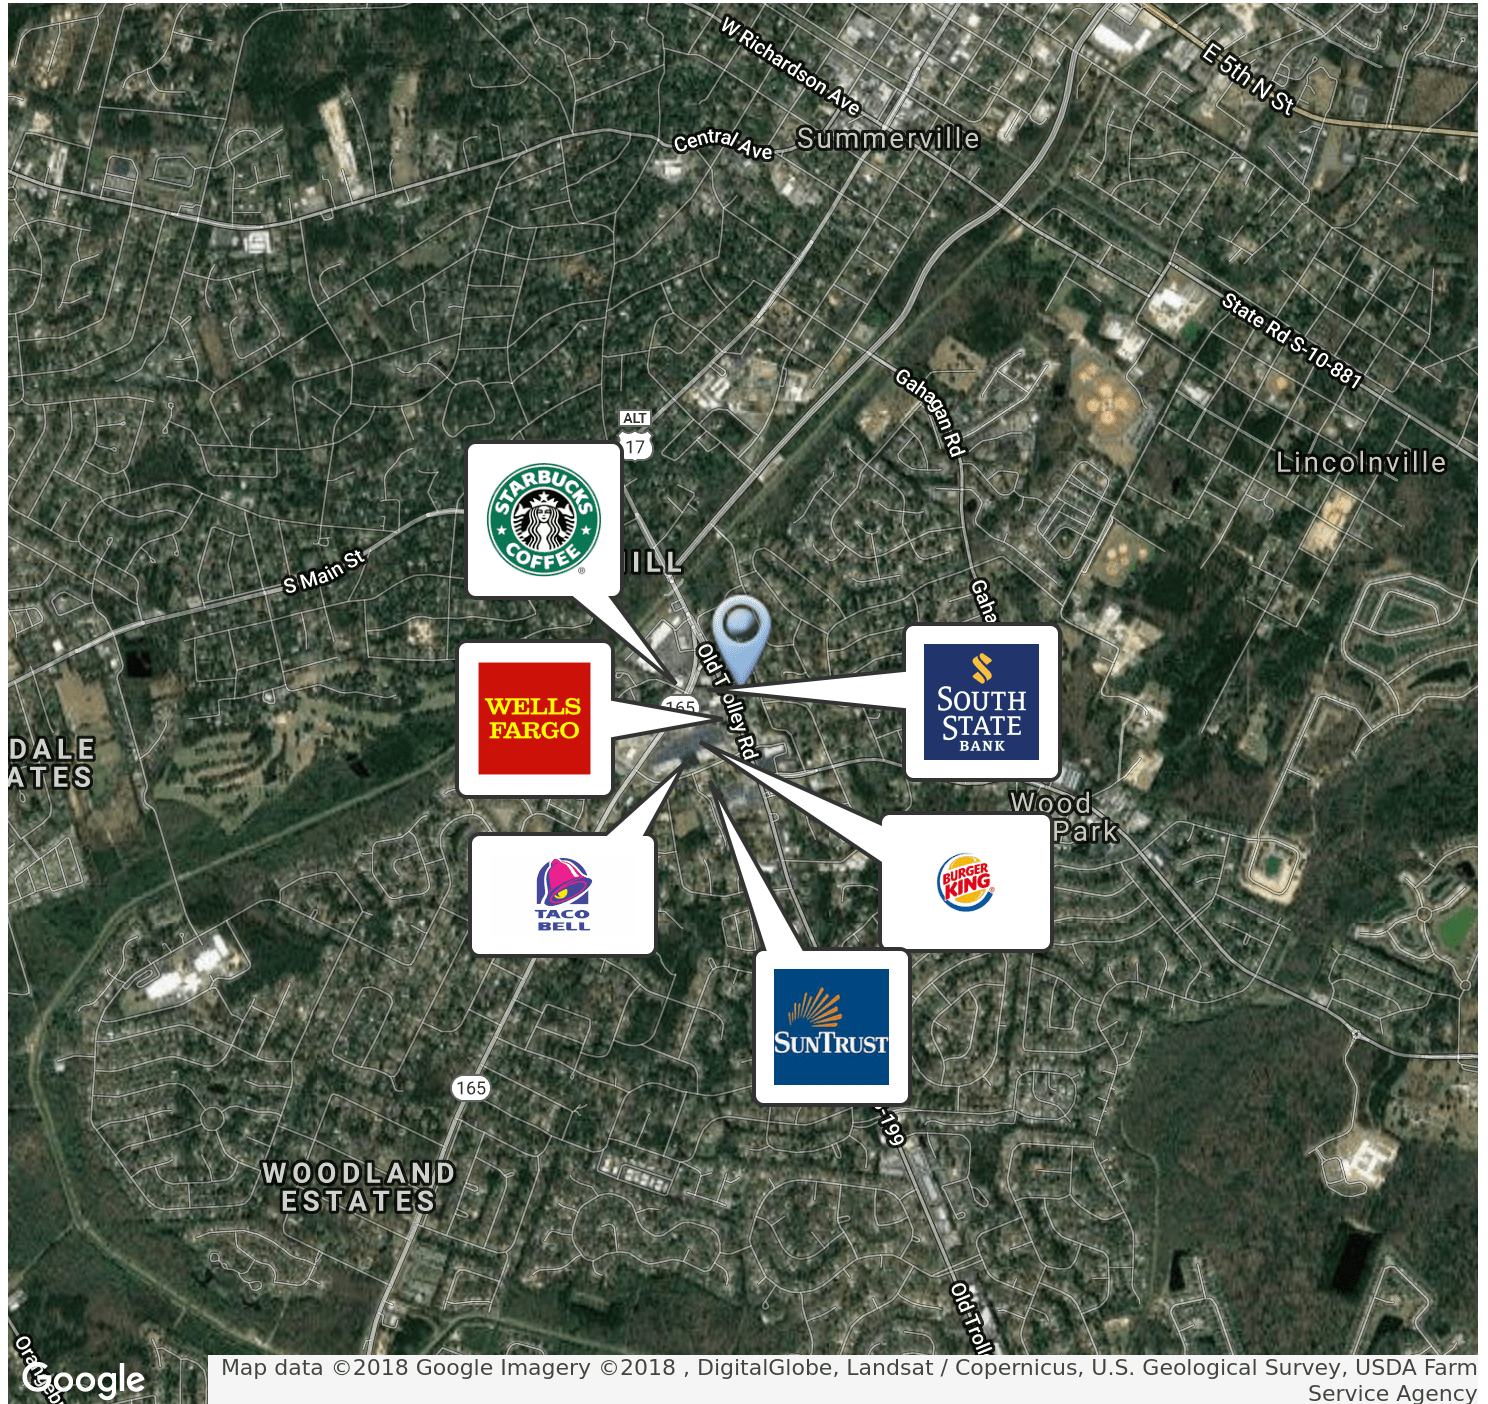 W Richardson Ave
E 5th N St
Central Ave
Summerville
State Rd S-10-881
Gahagan Rd
ALT
17
Lincolnville
STARBUCKS
COFFEE
®
S Main St
HILL
Gaha
Old Trolley Rd
WELLS
FARGO
165
SOUTH
STATE
BANK
DALE
ATES
Wood
Park
TACO
BELL
BURGER
KING
®
SUNTRUST
165
-199
WOODLAND
ESTATES
Old Troll
Orangeb
Google
Map data ©2018 Google Imagery ©2018 , DigitalGlobe, Landsat / Copernicus, U.S. Geological Survey, USDA Farm
Service Agency